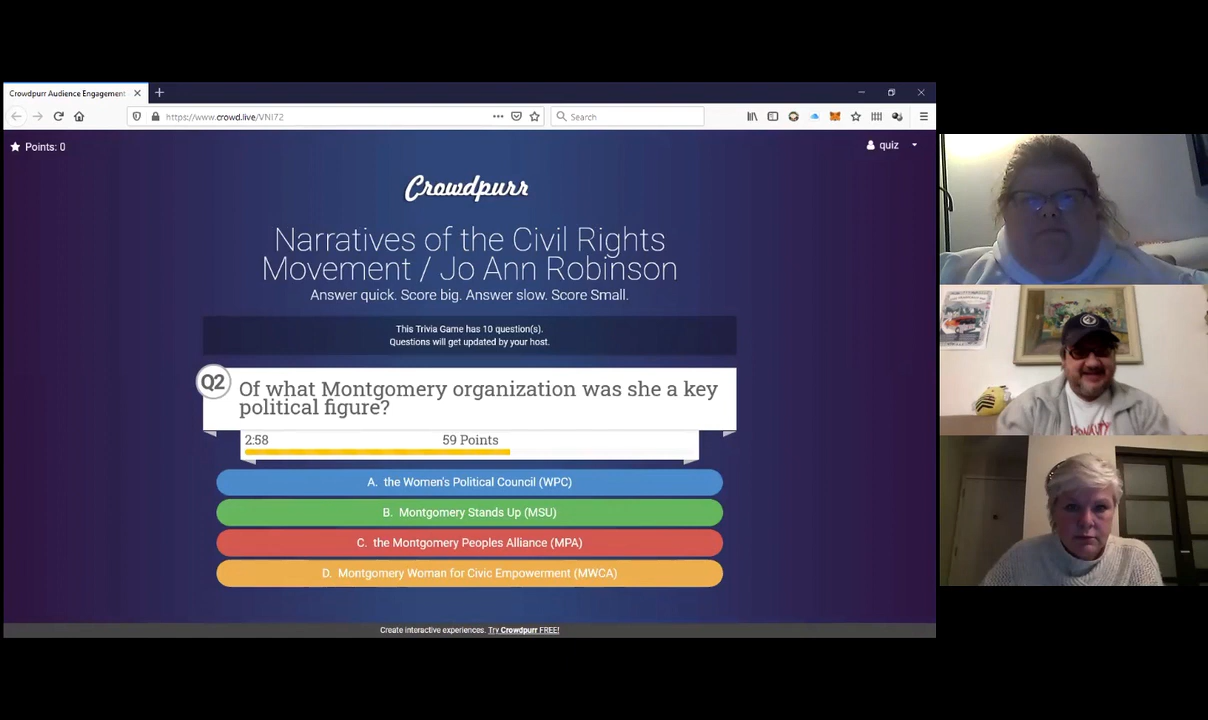 Crowdpurr Audience Engagement
https://www.crowd.live/VNI72
Search
Points: 0
quiz
Crowdpurr
Narratives of the Civil Rights
Movement / Jo Ann Robinson
Answer quick. Score big. Answer slow. Score Small.
This Trivia Game has 10 question(s).
Questions will get updated by your host.
Q2
Of what Montgomery organization was she a key
political figure?
2:58
59 Points
A. the Women's Political Council (WPC)
B. Montgomery Stands Up (MSU)
C. the Montgomery Peoples Alliance (MPA)
D. Montgomery Woman for Civic Empowerment (MWCA)
Create interactive experiences. Try Crowdpurr FREE!